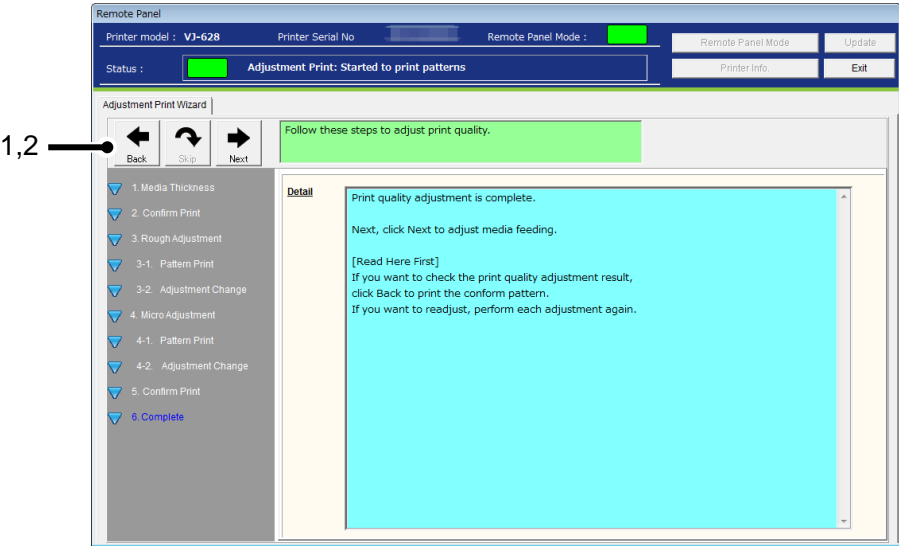 Remote Panel
Printer model : VJ-628 Printer Serial No Remote Panel Mode :
Remote Panel Mode Update
Status : Adjustment Print: Started to print patterns
Printer Info. Exit
Adjustment Print Wizard
1,2
Back Skip Next
Follow these steps to adjust print quality.
1. Media Thickness
2. Confirm Print
3. Rough Adjustment
3-1. Pattern Print
3-2. Adjustment Change
4. Micro Adjustment
4-1. Pattern Print
4-2. Adjustment Change
5. Confirm Print
6. Complete
Detail
Print quality adjustment is complete.
Next, click Next to adjust media feeding.
[Read Here First]
If you want to check the print quality adjustment result,
click Back to print the conform pattern.
If you want to readjust, perform each adjustment again.